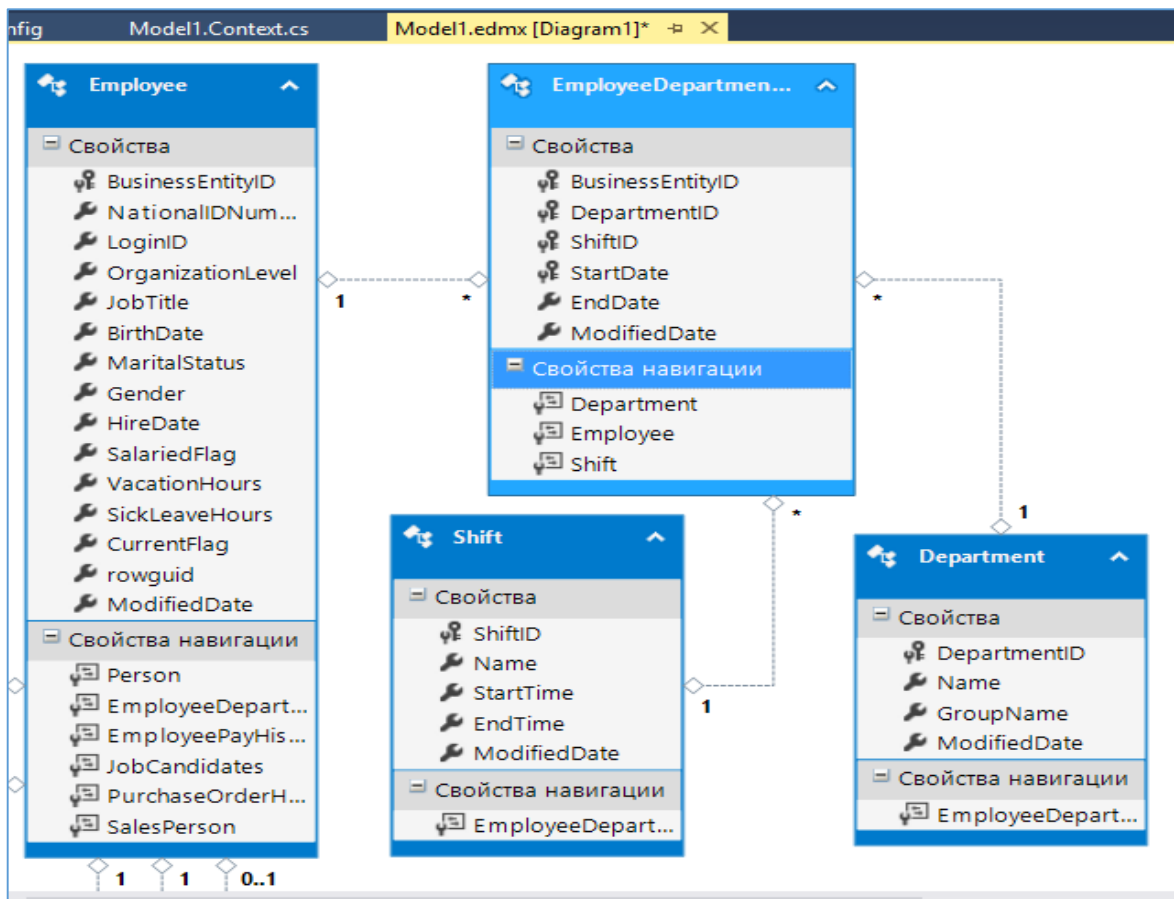 nfig Model1.Context.cs Model1.edmx [Diagram1]*
Employee
Свойства
BusinessEntityID
NationalIDNum...
LoginID
OrganizationLevel
JobTitle
BirthDate
MaritalStatus
Gender
HireDate
SalariedFlag
VacationHours
SickLeaveHours
CurrentFlag
rowguid
ModifiedDate
Свойства навигации
Person
EmployeeDepart...
EmployeePayHis...
JobCandidates
PurchaseOrderH...
SalesPerson
1 1 0..1
1 *
EmployeeDepartmen...
Свойства
BusinessEntityID
DepartmentID
ShiftID
StartDate
EndDate
ModifiedDate
Свойства навигации
Department
Employee
Shift
*
1
*
1
Shift
Свойства
ShiftID
Name
StartTime
EndTime
ModifiedDate
Свойства навигации
EmployeeDepart...
Department
Свойства
DepartmentID
Name
GroupName
ModifiedDate
Свойства навигации
EmployeeDepart...